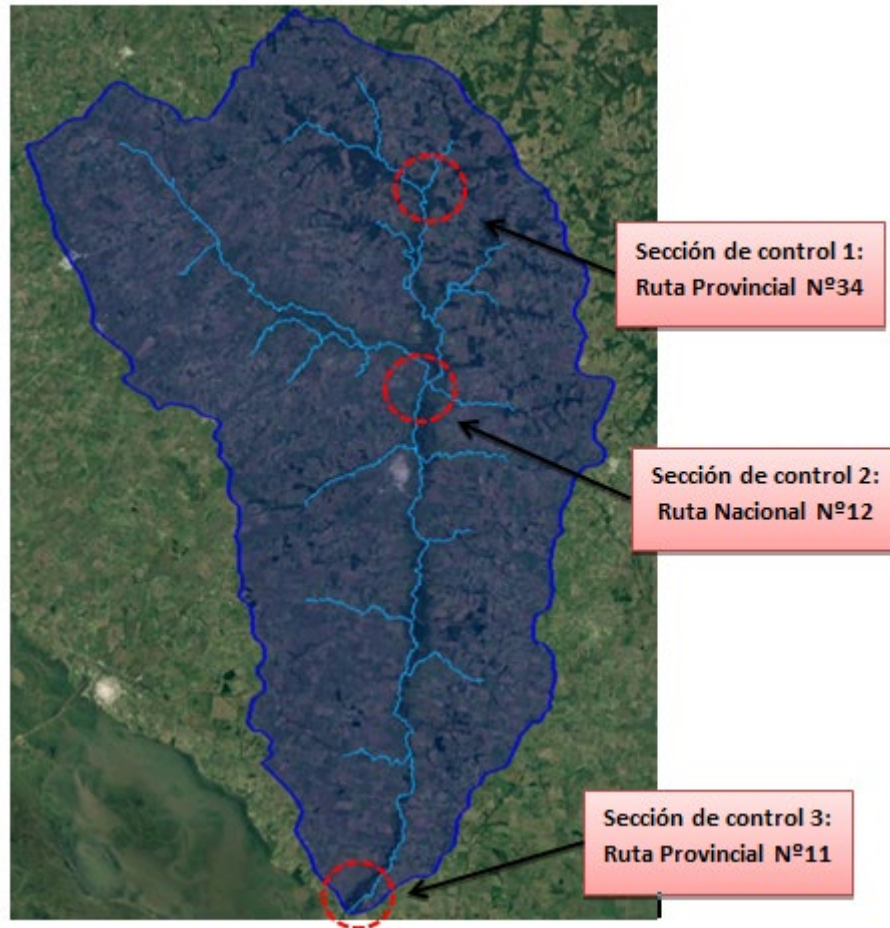 Sección de control 1:
Ruta Provincial Nº34
Sección de control 2:
Ruta Nacional Nº12
Sección de control 3:
Ruta Provincial Nº11